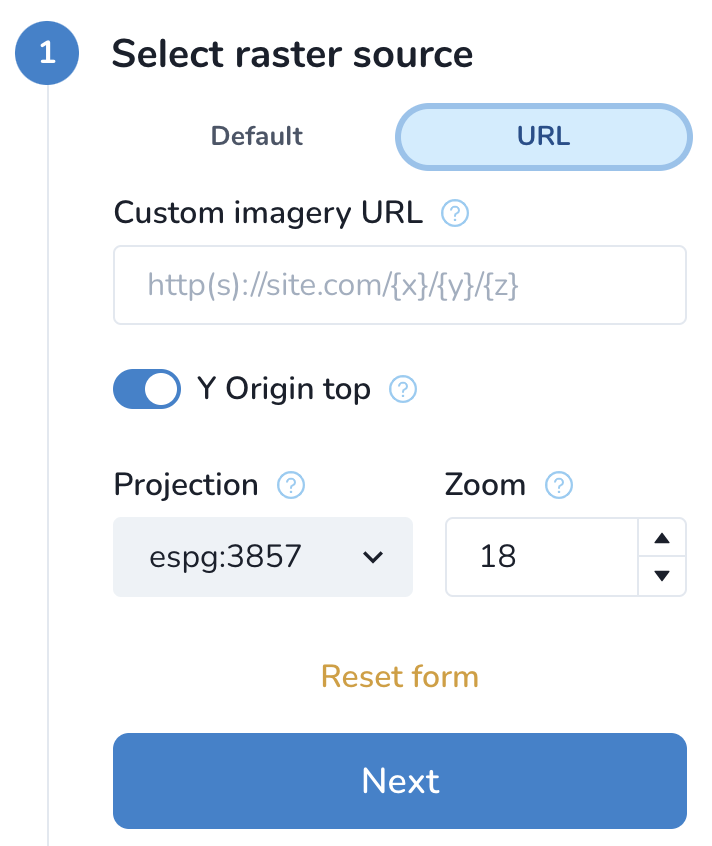 1 Select raster source
Default URL
Custom imagery URL ?
http(s)://site.com/{x}/{y}/{z}
Y Origin top ?
Projection ? Zoom ?
espg:3857 18
Reset form
Next